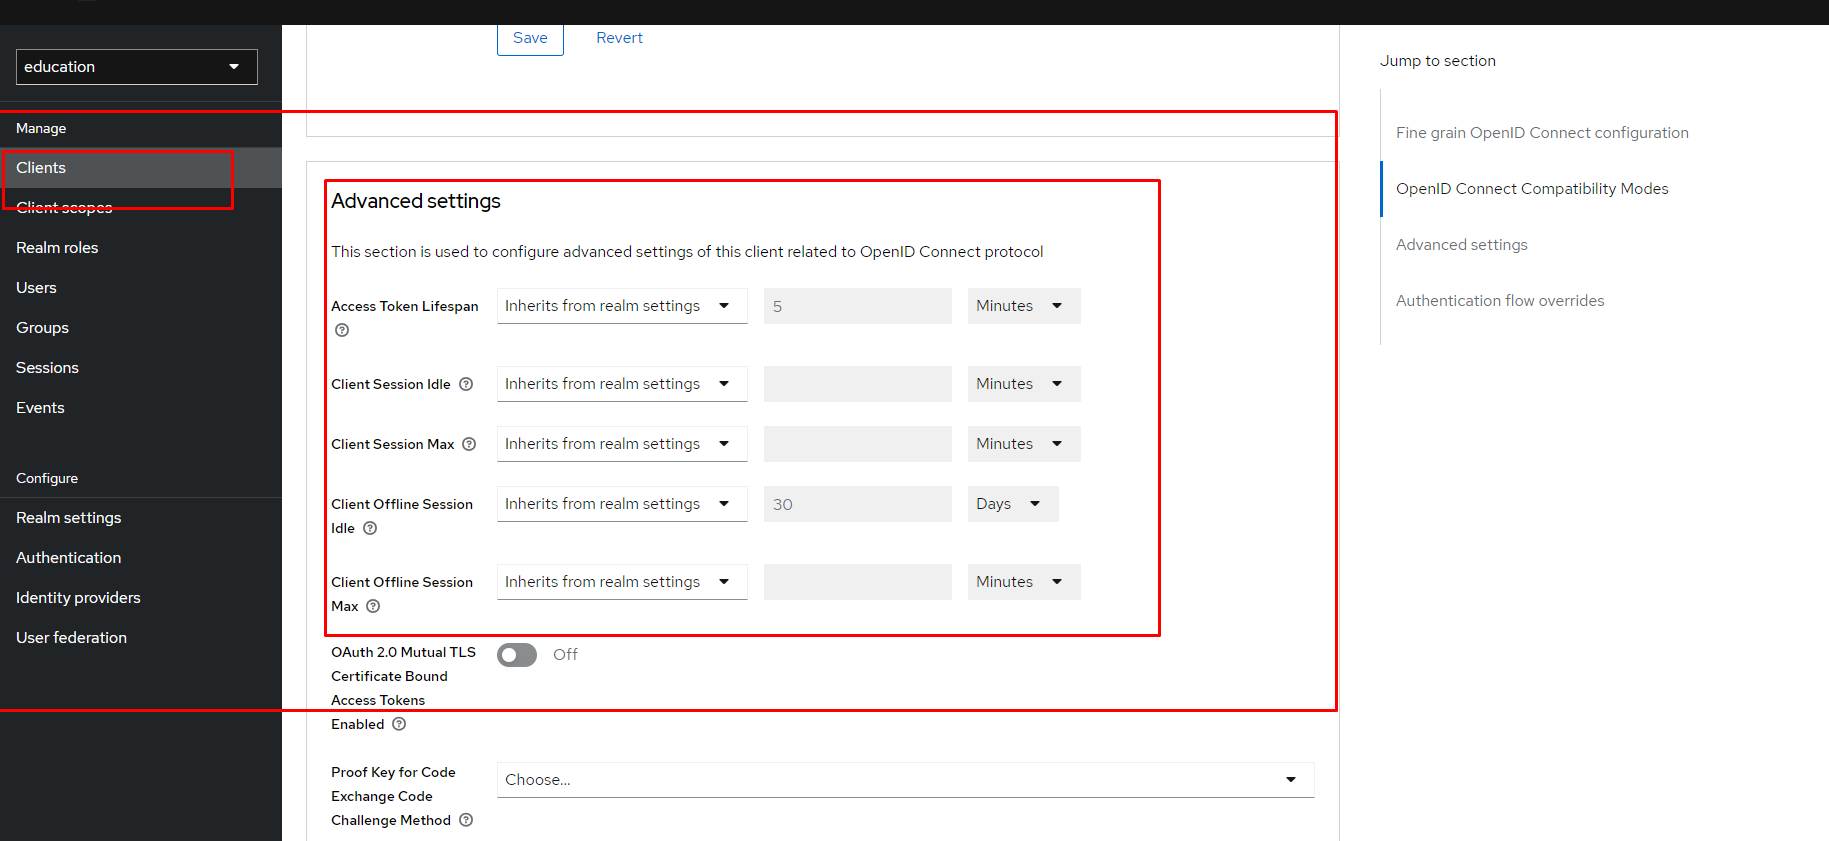 education
Manage
Clients
Client scopes
Realm roles
Users
Groups
Sessions
Events
Configure
Realm settings
Authentication
Identity providers
User federation
Save Revert
Advanced settings
This section is used to configure advanced settings of this client related to OpenID Connect protocol
Access Token Lifespan Inherits from realm settings 5 Minutes
Client Session Idle Inherits from realm settings Minutes
Client Session Max Inherits from realm settings Minutes
Client Offline Session Inherits from realm settings 30 Days
Idle
Client Offline Session Inherits from realm settings Minutes
Max
OAuth 2.0 Mutual TLS Off
Certificate Bound
Access Tokens
Enabled
Proof Key for Code Choose...
Exchange Code
Challenge Method
Jump to section
Fine grain OpenID Connect configuration
OpenID Connect Compatibility Modes
Advanced settings
Authentication flow overrides